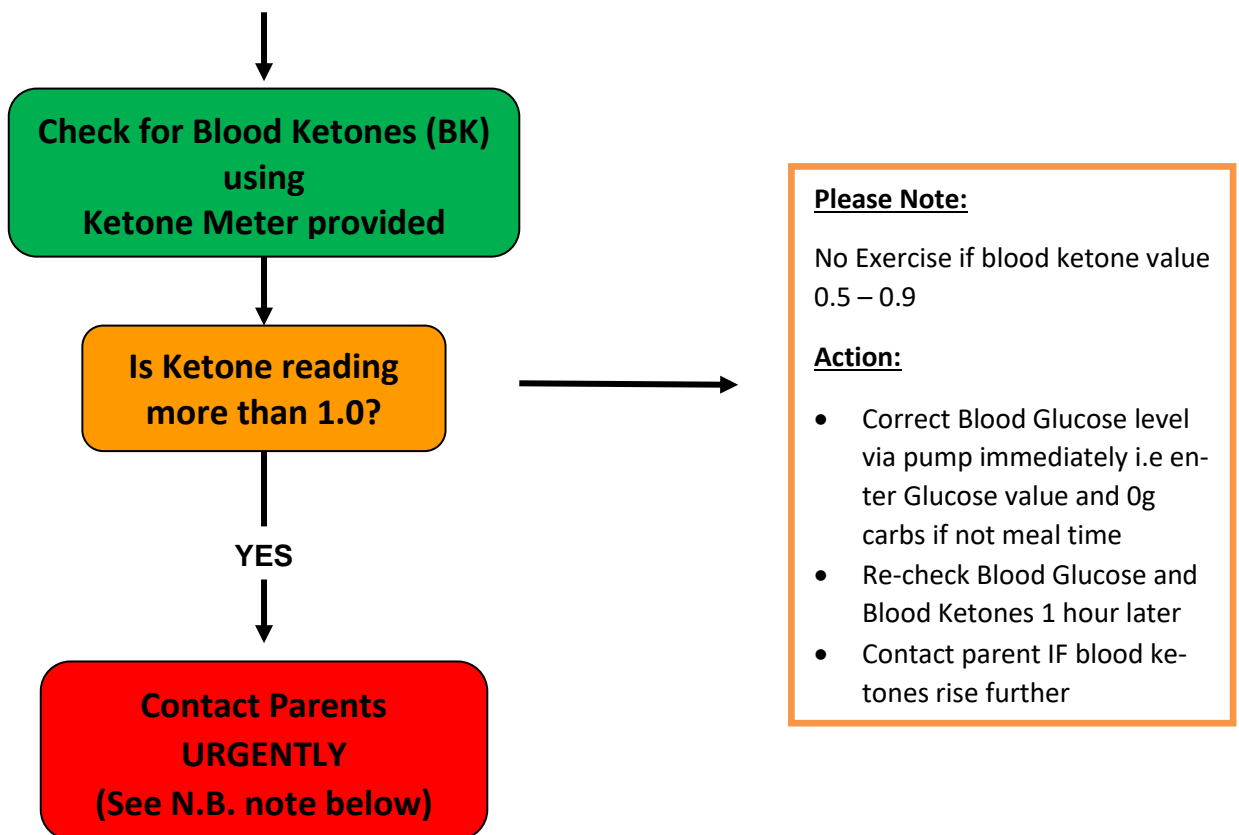 Check for Blood Ketones (BK)
using
Ketone Meter provided
Is Ketone reading
more than 1.0?
YES
Contact Parents
URGENTLY
(See N.B. note below)
Please Note:
No Exercise if blood ketone value
0.5 – 0.9
Action:
• Correct Blood Glucose level
via pump immediately i.e en-
ter Glucose value and 0g
carbs if not meal time
• Re-check Blood Glucose and
Blood Ketones 1 hour later
• Contact parent IF blood ke-
tones rise further